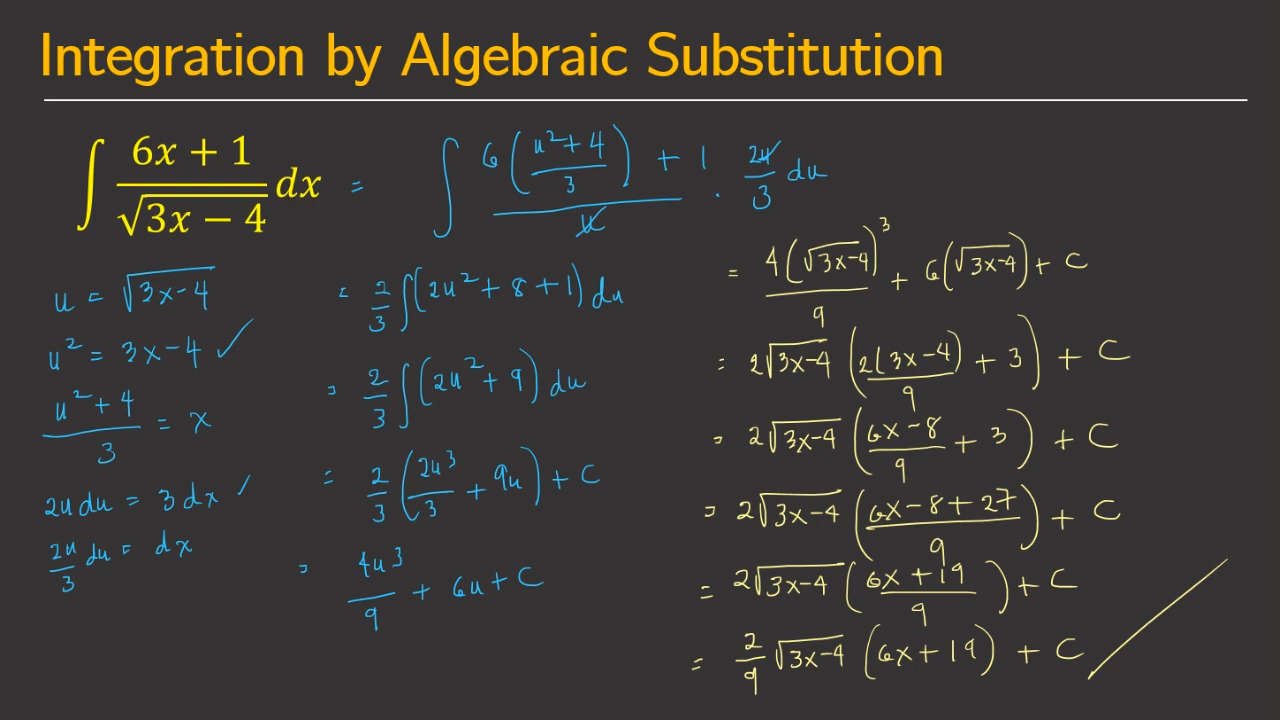 Integration by Algebraic Substitution
∫ (6x + 1)/√(3x − 4) dx = ∫ (6((u² + 4)/3) + 1)/u · 2u/3 du
u = √(3x−4)
u² = 3x−4 ✓
(u² + 4)/3 = x
2u du = 3 dx ✓
2u/3 du = dx
= 2/3 ∫(2u² + 8 + 1) du
= 2/3 ∫(2u² + 9) du
= 2/3 (2u³/3 + 9u) + C
= 4u³/9 + 6u + C
= 4(√(3x−4))³/9 + 6(√(3x−4)) + C
= 2√(3x−4) (2(3x−4)/9 + 3) + C
= 2√(3x−4) ((6x−8)/9 + 3) + C
= 2√(3x−4) ((6x−8+27)/9) + C
= 2√(3x−4) ((6x+19)/9) + C
= 2/9 √(3x−4) (6x+19) + C